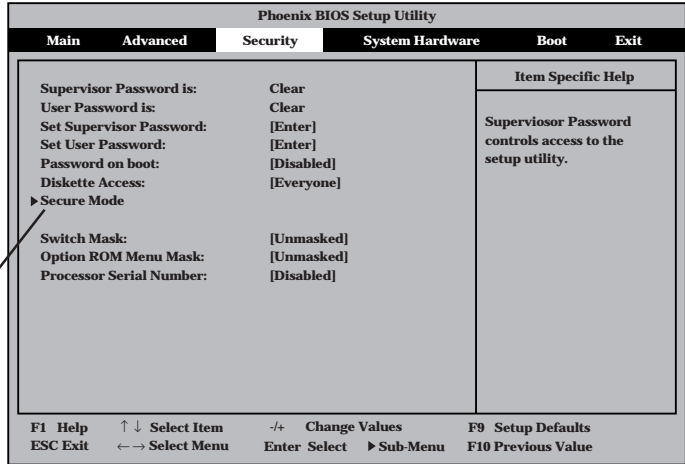 Phoenix BIOS Setup Utility
Main Advanced Security System Hardware Boot Exit
Item Specific Help
Supervisor Password is: Clear
User Password is: Clear
Set Supervisor Password: [Enter]
Set User Password: [Enter]
Password on boot: [Disabled]
Diskette Access: [Everyone]
▶Secure Mode
Switch Mask: [Unmasked]
Option ROM Menu Mask: [Unmasked]
Processor Serial Number: [Disabled]
Superviosor Password
controls access to the
setup utility.
F1 Help ↑↓ Select Item -/+ Change Values F9 Setup Defaults
ESC Exit ←→ Select Menu Enter Select ▶Sub-Menu F10 Previous Value